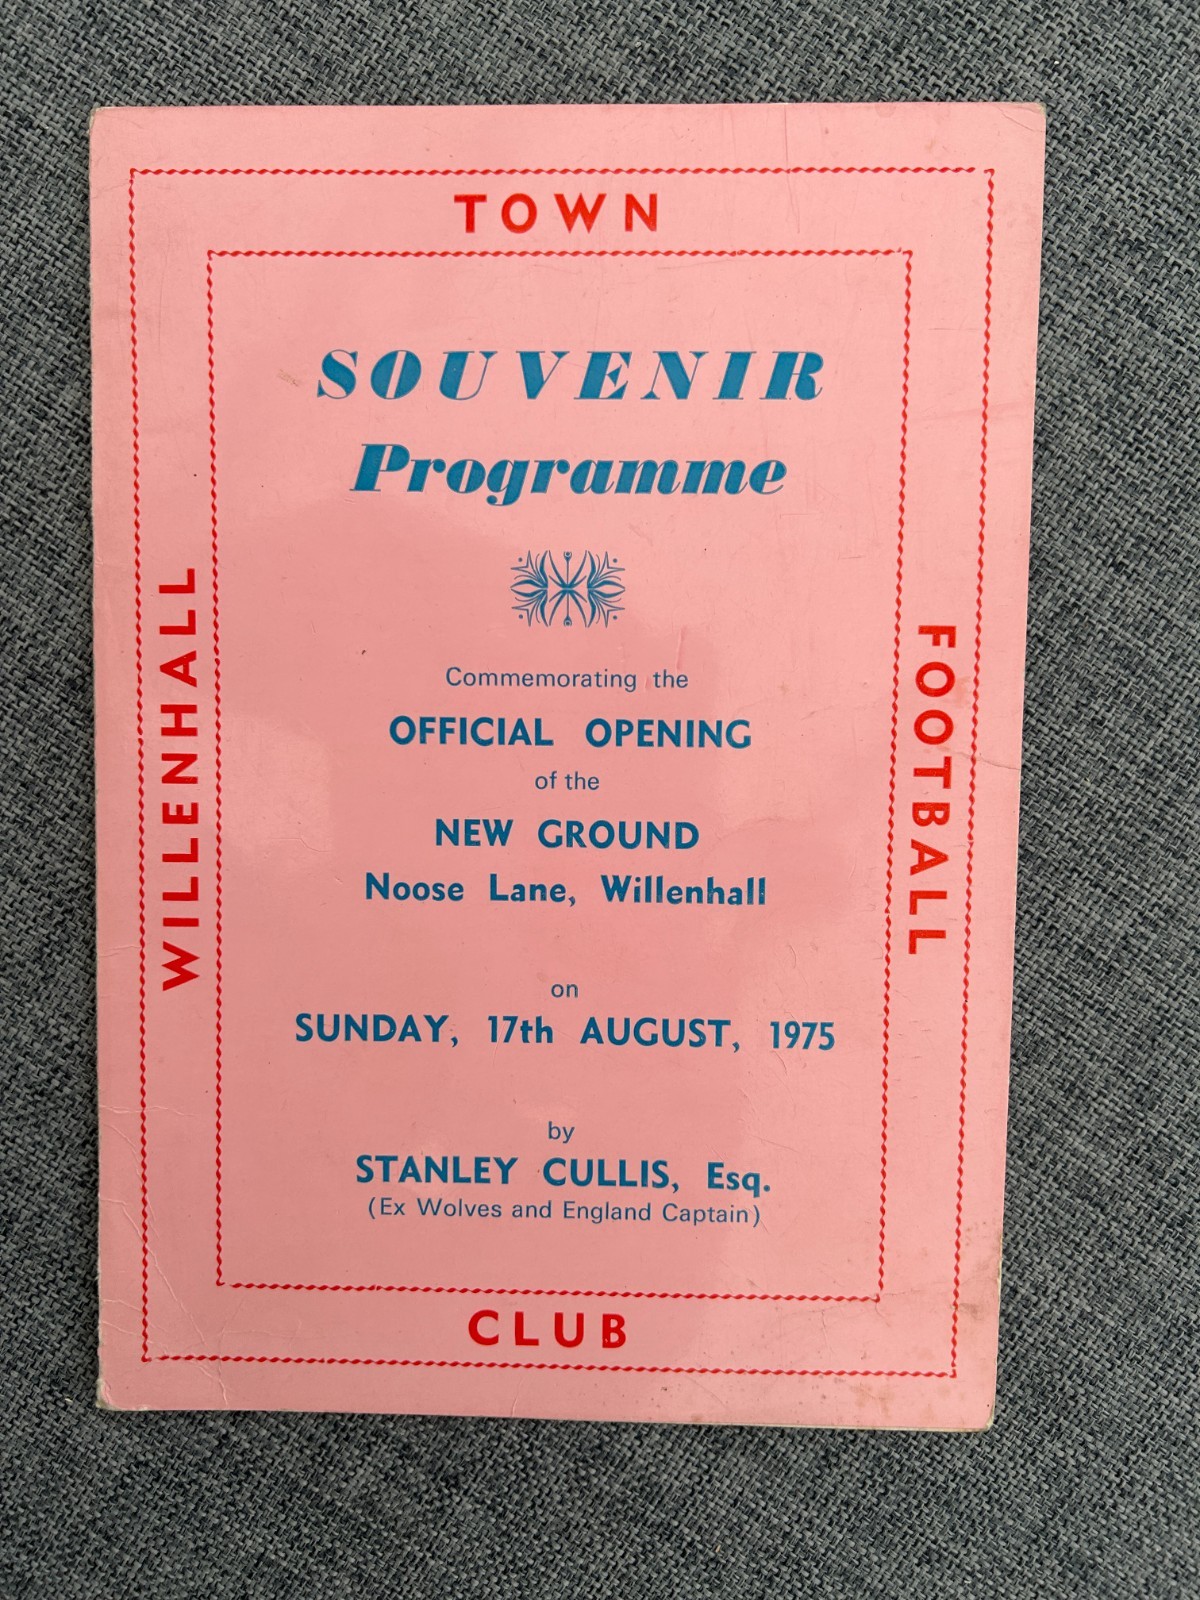 TOWN
WILLENHALL
FOOTBALL
SOUVENIR
Programme
Commemorating the
OFFICIAL OPENING
of the
NEW GROUND
Noose Lane, Willenhall
on
SUNDAY, 17th AUGUST, 1975
by
STANLEY CULLIS, Esq.
(Ex Wolves and England Captain)
CLUB